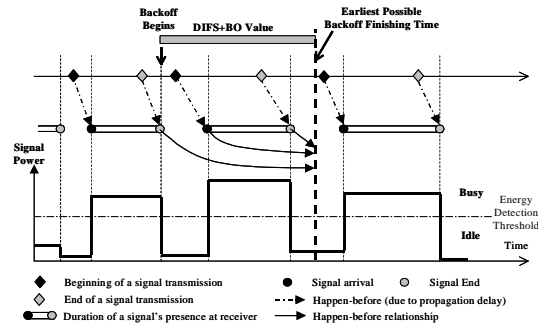 Backoff Begins
DIFS+BO Value
Earliest Possible Backoff Finishing Time
Signal Power
Busy
Energy Detection Threshold
Idle
Time
Beginning of a signal transmission
Signal arrival
Signal End
End of a signal transmission
Happen-before (due to propagation delay)
Duration of a signal's presence at receiver
Happen-before relationship